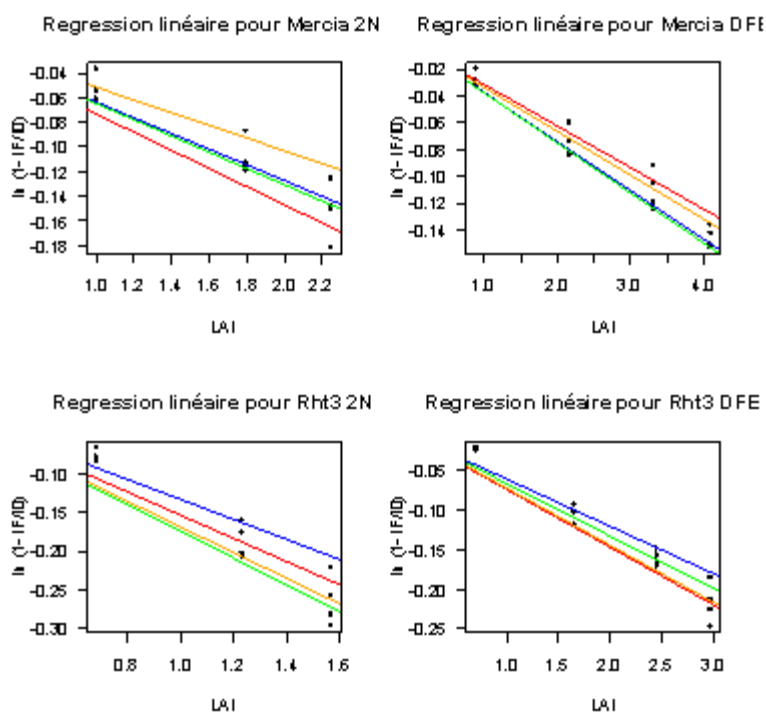 Regression linéaire pour Mercia 2N
-0.04
-0.06
-0.08
-0.10
-0.12
-0.14
-0.16
-0.18
ln (1- IF/I0)
1.0 1.2 1.4 1.6 1.8 2.0 2.2
LAI
Regression linéaire pour Mercia DFE
-0.02
-0.04
-0.06
-0.08
-0.10
-0.12
-0.14
ln (1- IF/I0)
1.0 2.0 3.0 4.0
LAI
Regression linéaire pour Rht3 2N
-0.10
-0.15
-0.20
-0.25
-0.30
ln (1- IF/I0)
0.8 1.0 1.2 1.4 1.6
LAI
Regression linéaire pour Rht3 DFE
-0.05
-0.10
-0.15
-0.20
-0.25
ln (1- IF/I0)
1.0 1.5 2.0 2.5 3.0
LAI